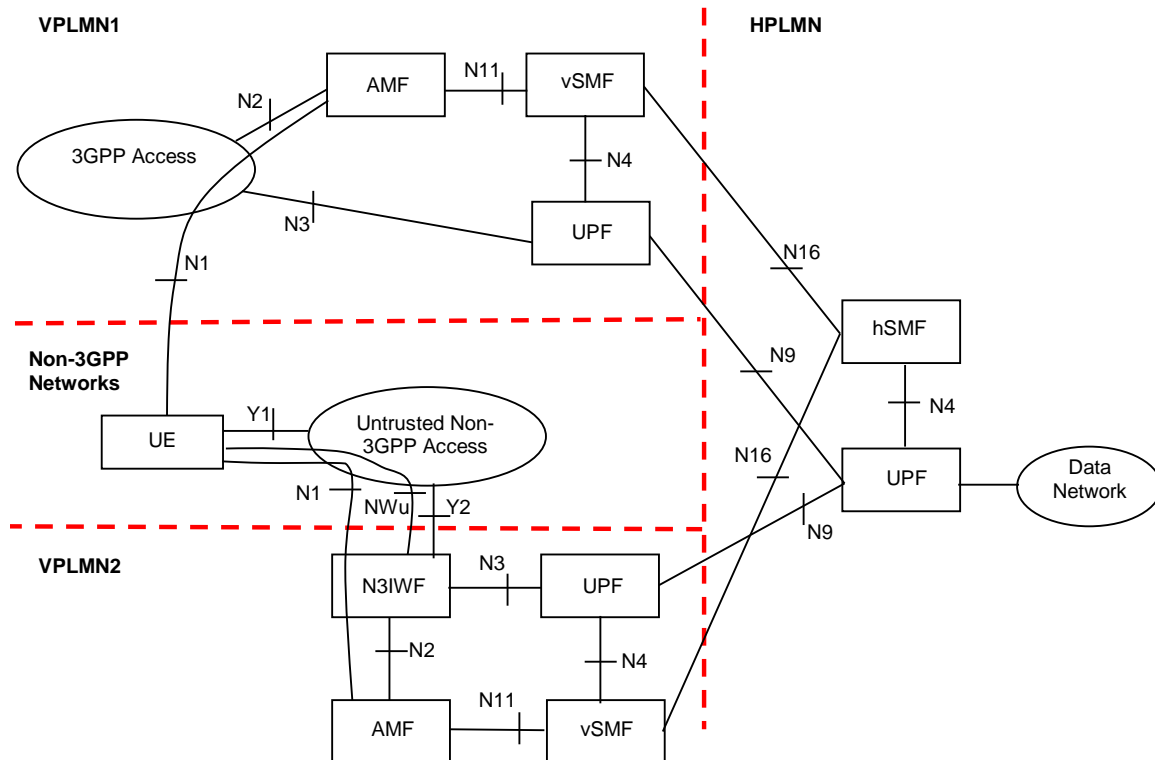 VPLMN1
HPLMN
N11
AMF
vSMF
N2
3GPP Access
N4
N3
UPF
N16
N1
hSMF
Non-3GPP
Networks
N9
N4
Y1
Untrusted Non-
3GPP Access
UE
N16
UPF
Data
Network
N1
NWu
Y2
N9
VPLMN2
N3IWF
N3
UPF
N2
N4
N11
AMF
vSMF